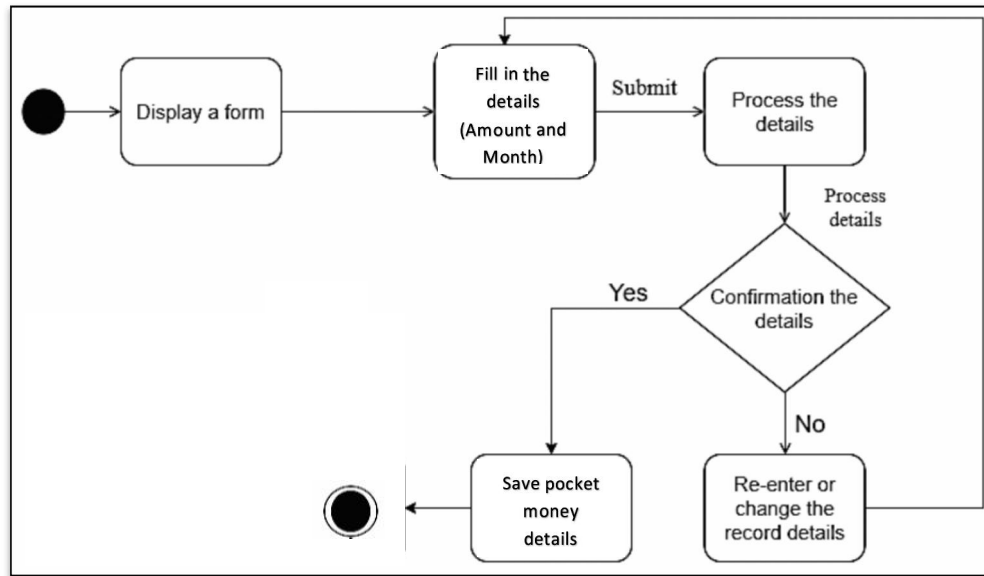 Display a form
Fill in the
details
(Amount and
Month)
Submit
Process the
details
Process
details
Confirmation the
details
Yes
No
Save pocket
money
details
Re-enter or
change the
record details